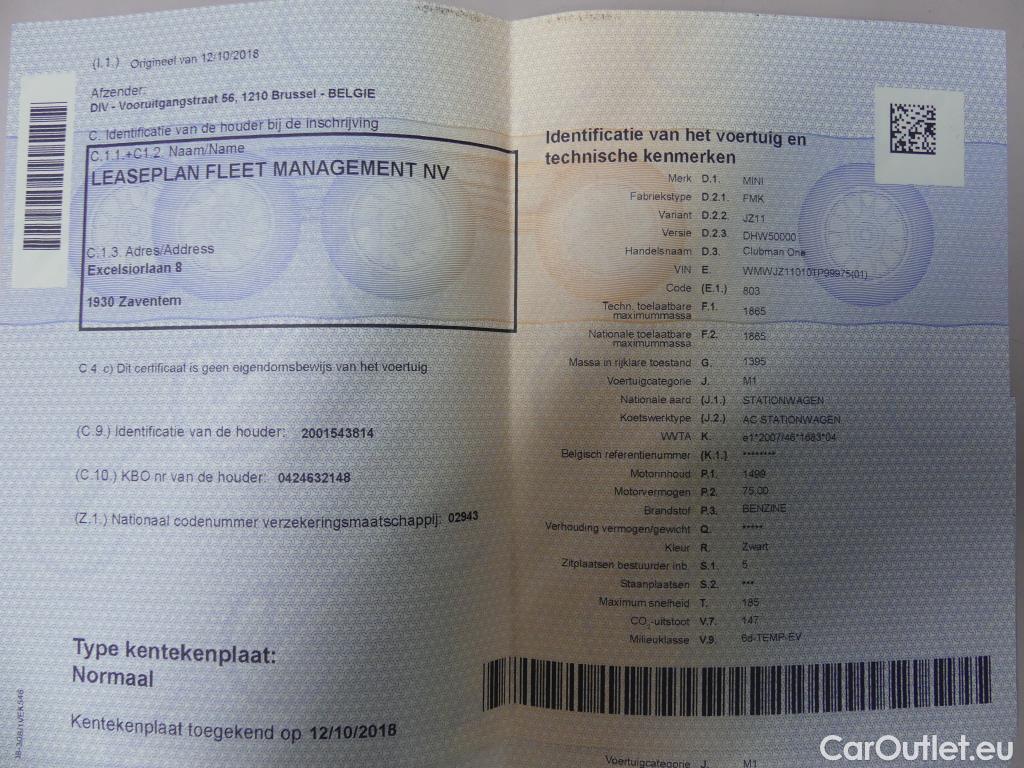 (I.1.) Origineel van 12/10/2018
Afzender:
DIV - Vooruitgangstraat 56, 1210 Brussel - BELGIE
C. Identificatie van de houder bij de inschrijving
C.1.1.+C1.2. Naam/Name
LEASEPLAN FLEET MANAGEMENT NV
C.1.3. Adres/Address
Excelsiorlaan 8
1930 Zaventem
C.4. c) Dit certificaat is geen eigendomsbewijs van het voertuig
(C.9.) Identificatie van de houder: 2001543814
(C.10.) KBO nr van de houder: 0424632148
(Z.1.) Nationaal codenummer verzekeringsmaatschappij: 02943
Type kentekenplaat:
Normaal
Kentekenplaat toegekend op 12/10/2018
Identificatie van het voertuig en
technische kenmerken
Merk D.1. MINI
Fabriekstype D.2.1. FMK
Variant D.2.2. JZ11
Versie D.2.3. DHW50000
Handelsnaam D.3. Clubman One
VIN E. WMWJZ11010TP99975(01)
Code (E.1.) 803
Techn. toelaatbare F.1. 1865
maximummassa
Nationale toelaatbare F.2. 1865
maximummassa
Massa in rijklare toestand G. 1395
Voertuigcategorie J. M1
Nationale aard (J.1.) STATIONWAGEN
Koetswerktype (J.2.) AC STATIONWAGEN
WVTA K. e1*2007/46*1683*04
Belgisch referentienummer (K.1.) ********
Motorinhoud P.1. 1499
Motorvermogen P.2. 75,00
Brandstof P.3. BENZINE
Verhouding vermogen/gewicht Q. *****
Kleur R. Zwart
Zitplaatsen bestuurder inb. S.1. 5
Staanplaatsen S.2. ***
Maximum snelheid T. 185
CO2-uitstoot V.7. 147
Milieuklasse V.9. 6d-TEMP-EV
Voertuigcategorie J. M1
CarOutlet.eu